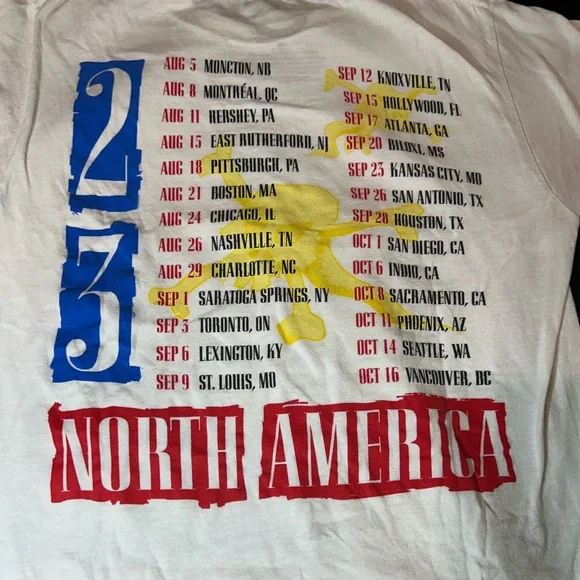 23
AUG 5 MONCTON, NB
AUG 8 MONTRÉAL, QC
AUG 11 HERSHEY, PA
AUG 15 EAST RUTHERFORD, NJ
AUG 18 PITTSBURGH, PA
AUG 21 BOSTON, MA
AUG 24 CHICAGO, IL
AUG 26 NASHVILLE, TN
AUG 29 CHARLOTTE, NC
SEP 1 SARATOGA SPRINGS, NY
SEP 3 TORONTO, ON
SEP 6 LEXINGTON, KY
SEP 9 ST. LOUIS, MO
SEP 12 KNOXVILLE, TN
SEP 15 HOLLYWOOD, FL
SEP 17 ATLANTA, GA
SEP 20 BILOXI, MS
SEP 23 KANSAS CITY, MO
SEP 26 SAN ANTONIO, TX
SEP 28 HOUSTON, TX
OCT 1 SAN DIEGO, CA
OCT 6 INDIO, CA
OCT 8 SACRAMENTO, CA
OCT 11 PHOENIX, AZ
OCT 14 SEATTLE, WA
OCT 16 VANCOUVER, BC
NORTH AMERICA